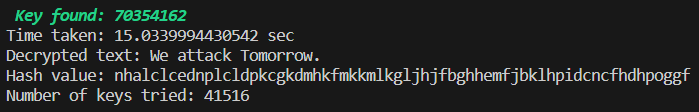 Key found: 70354162
Time taken: 15.0339994430542 sec
Decrypted text: We attack Tomorrow.
Hash value: nhalclcednplcldpkcgkdmhkfmkkmlkgljhjfbghhemfjbklhpidcncfhdhpoggf
Number of keys tried: 41516